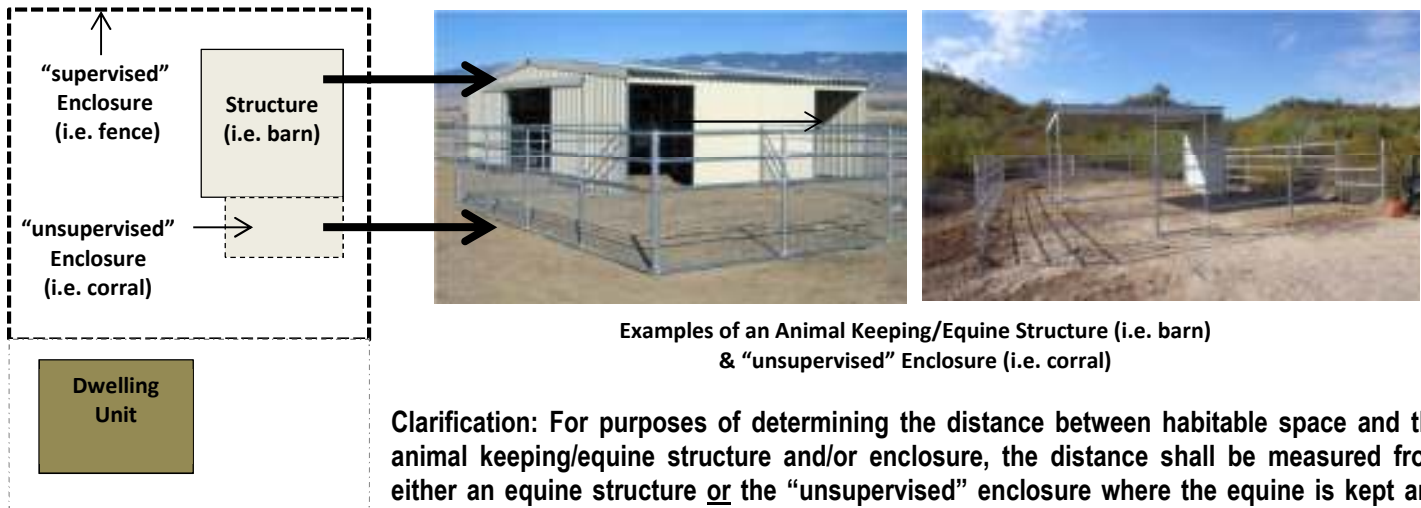 “supervised”
Enclosure
(i.e. fence)
Structure
(i.e. barn)
“unsupervised”
Enclosure
(i.e. corral)
Dwelling
Unit
Examples of an Animal Keeping/Equine Structure (i.e. barn)
& “unsupervised” Enclosure (i.e. corral)
Clarification: For purposes of determining the distance between habitable space and
animal keeping/equine structure and/or enclosure, the distance shall be measured
either an equine structure or the “unsupervised” enclosure where the equine is kept